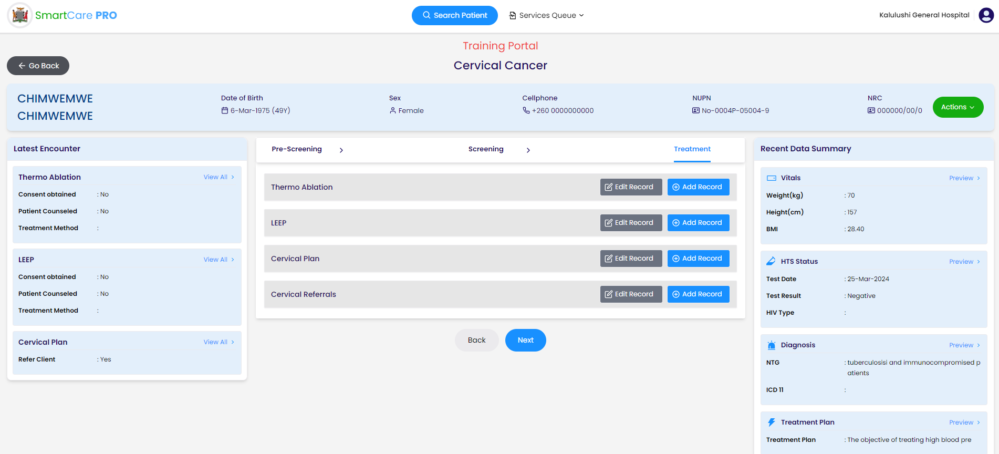 SmartCare PRO
Search Patient
Services Queue
Kalulushi General Hospital
Training Portal
Go Back
Cervical Cancer
CHIMWEMWE
CHIMWEMWE
Date of Birth
6-Mar-1975 (49Y)
Sex
Female
Cellphone
+260 0000000000
NUPN
No-0004P-05004-9
NRC
000000/00/0
Actions
Latest Encounter
Thermo Ablation View All
Consent obtained : No
Patient Counseled : No
Treatment Method :
LEEP View All
Consent obtained : No
Patient Counseled : No
Treatment Method :
Cervical Plan View All
Refer Client : Yes
Pre-Screening Screening Treatment
Thermo Ablation Edit Record Add Record
LEEP Edit Record Add Record
Cervical Plan Edit Record Add Record
Cervical Referrals Edit Record Add Record
Back Next
Recent Data Summary
Vitals Preview
Weight(kg) : 70
Height(cm) : 157
BMI : 28.40
HTS Status Preview
Test Date : 25-Mar-2024
Test Result : Negative
HIV Type :
Diagnosis Preview
NTG : tuberculosisi and immunocompromised p
atients
ICD 11 :
Treatment Plan Preview
Treatment Plan : The objective of treating high blood pre